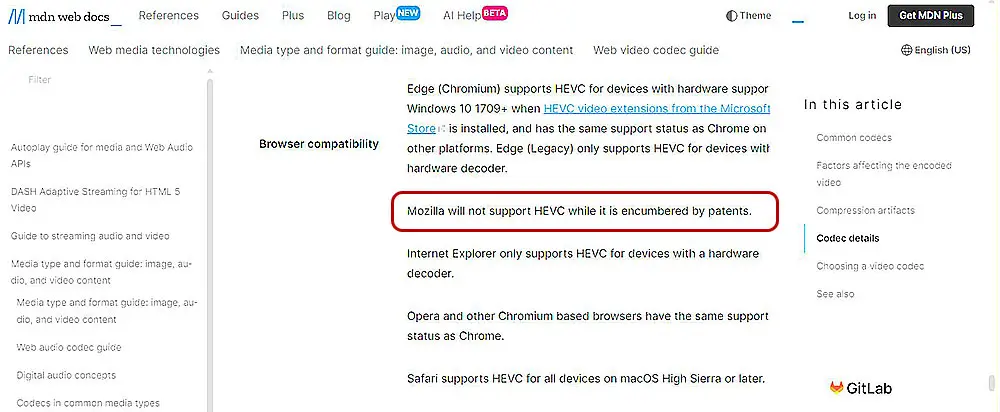 mdn web docs_
References
Guides
Plus
Blog
Play NEW
AI Help BETA
Theme
Log in
Get MDN Plus
References
Web media technologies
Media type and format guide: image, audio, and video content
Web video codec guide
English (US)
Filter
Autoplay guide for media and Web Audio
APIs
DASH Adaptive Streaming for HTML 5
Video
Guide to streaming audio and video
Media type and format guide: image, au-
dio, and video content
Media type and format guide: image, au-
dio, and video content
Web audio codec guide
Digital audio concepts
Codecs in common media types
Browser compatibility
Edge (Chromium) supports HEVC for devices with hardware suppor
Windows 10 1709+ when HEVC video extensions from the Microsoft
Store is installed, and has the same support status as Chrome on
other platforms. Edge (Legacy) only supports HEVC for devices with
hardware decoder.
Mozilla will not support HEVC while it is encumbered by patents.
Internet Explorer only supports HEVC for devices with a hardware
decoder.
Opera and other Chromium based browsers have the same support
status as Chrome.
Safari supports HEVC for all devices on macOS High Sierra or later.
In this article
Common codecs
Factors affecting the encoded
video
Compression artifacts
Codec details
Choosing a video codec
See also
GitLab